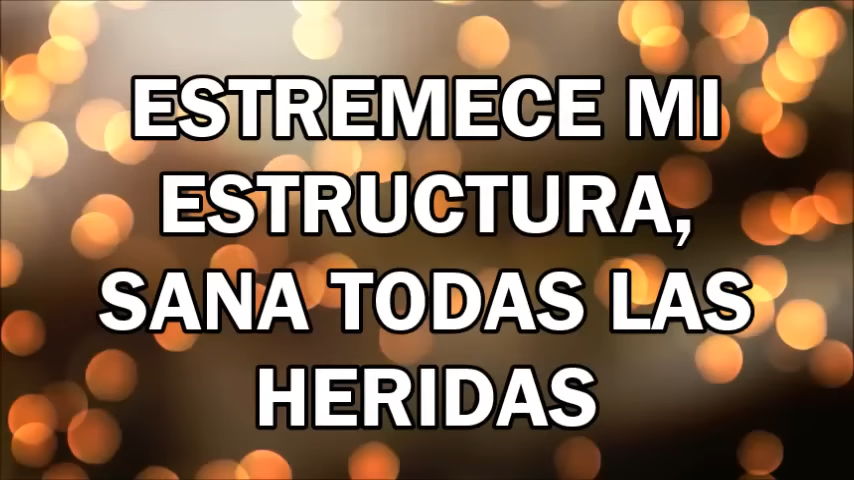 ESTREMECE MI
ESTRUCTURA,
SANA TODAS LAS
HERIDAS